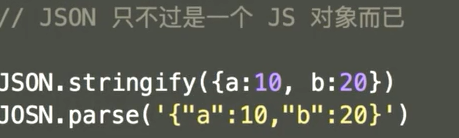 // JSON 只不过是一个 JS 对象而已
JSON.stringify({a:10, b:20})
JOSN.parse('{"a":10,"b":20}')